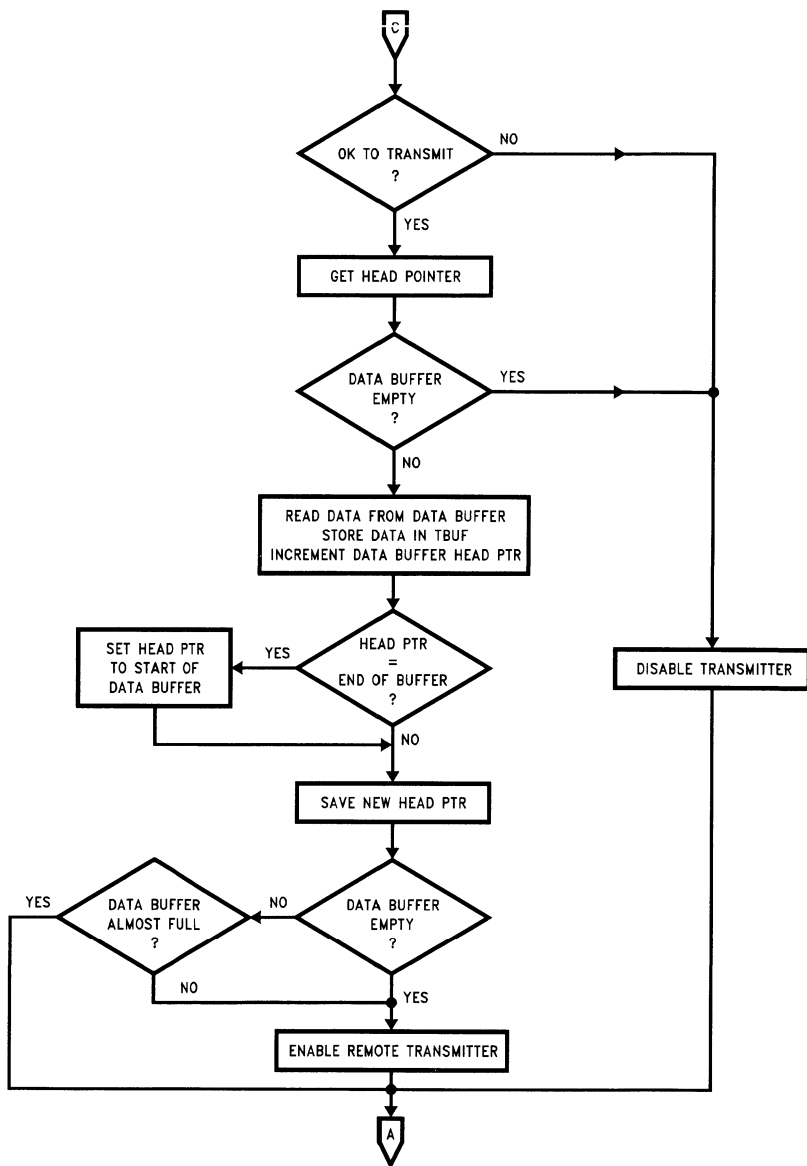 C
OK TO TRANSMIT
?
NO
YES
GET HEAD POINTER
DATA BUFFER
EMPTY
?
YES
NO
READ DATA FROM DATA BUFFER
STORE DATA IN TBUF
INCREMENT DATA BUFFER HEAD PTR
HEAD PTR
=
END OF BUFFER
?
YES
SET HEAD PTR
TO START OF
DATA BUFFER
NO
DISABLE TRANSMITTER
SAVE NEW HEAD PTR
DATA BUFFER
EMPTY
?
NO
DATA BUFFER
ALMOST FULL
?
YES
NO
YES
ENABLE REMOTE TRANSMITTER
A